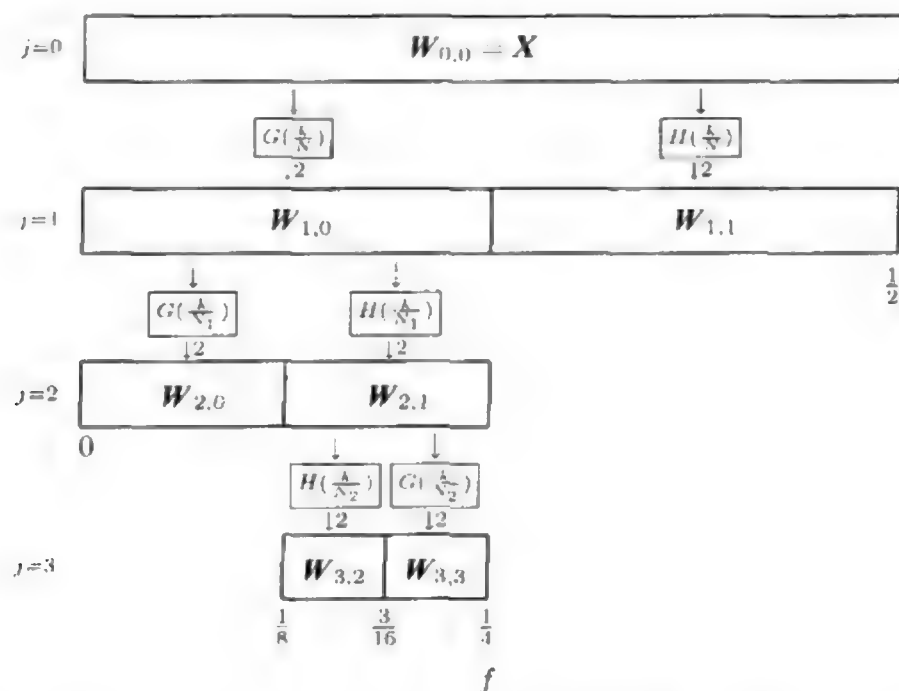 j=0 W0,0 = X
G(k/N) H(k/N)
↓2 ↓2
j=1 W1,0 W1,1
1/2
G(k/N1) H(k/N1)
↓2 ↓2
j=2 W2,0 W2,1
0
H(k/N2) G(k/N2)
↓2 ↓2
j=3 W3,2 W3,3
1/8 3/16 1/4
f